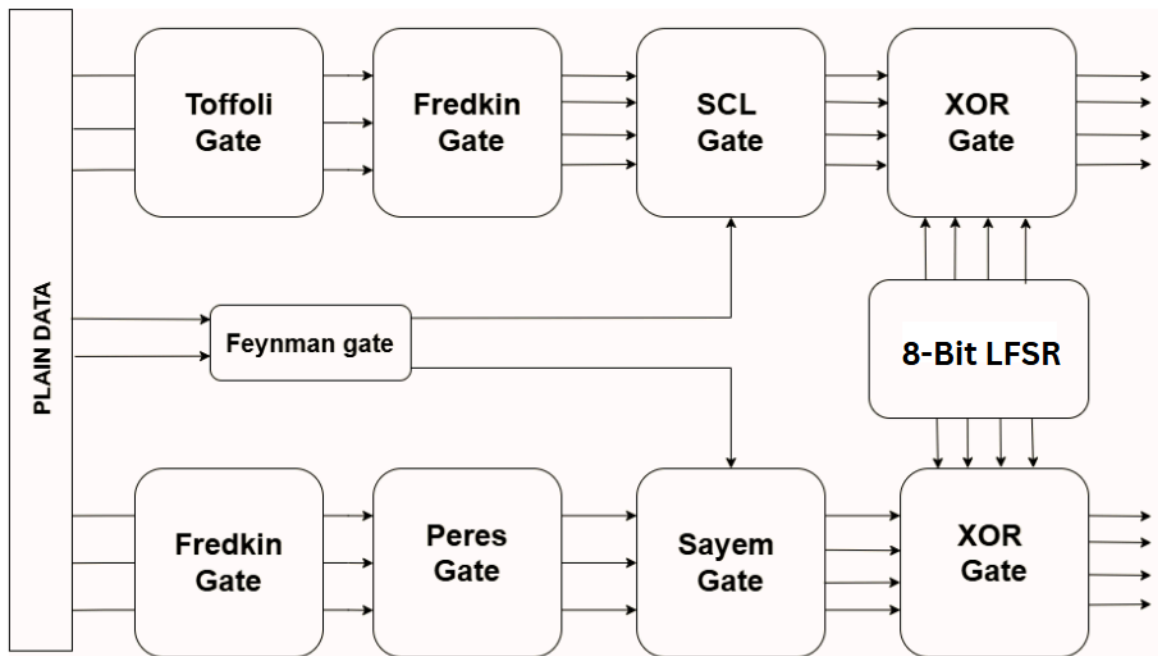 PLAIN DATA
Toffoli
Gate
Fredkin
Gate
SCL
Gate
XOR
Gate
Feynman gate
8-Bit LFSR
Fredkin
Gate
Peres
Gate
Sayem
Gate
XOR
Gate